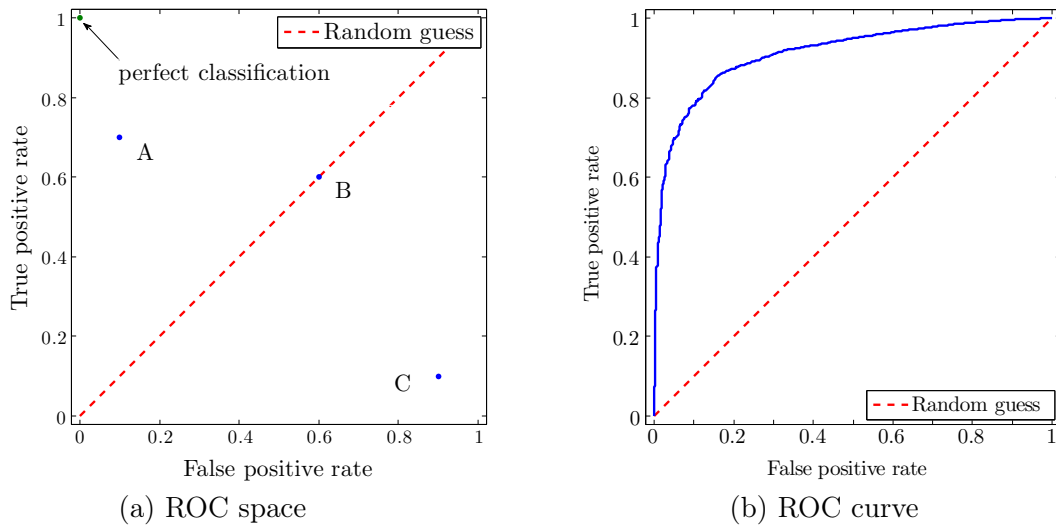 1
0.8
0.6
0.4
0.2
0
True positive rate
Random guess
perfect classification
A
B
C
0
0.2
0.4
0.6
0.8
1
False positive rate
(a) ROC space
1
0.8
0.6
0.4
0.2
0
True positive rate
Random guess
0
0.2
0.4
0.6
0.8
1
False positive rate
(b) ROC curve